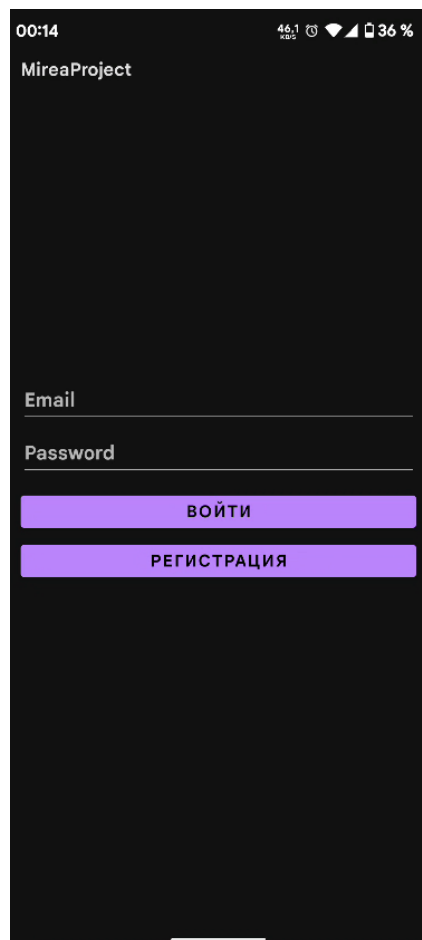 00:14 46,1 KB/S 36 %
MireaProject
Email
Password
ВОЙТИ
РЕГИСТРАЦИЯ